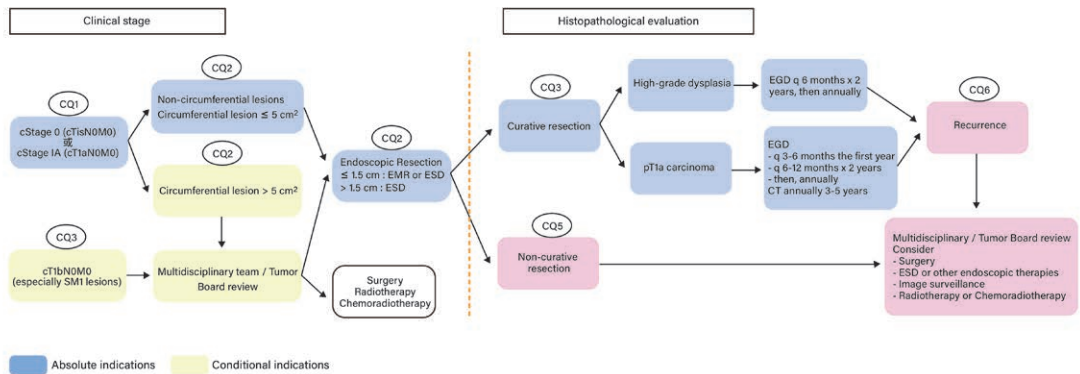 Clinical stage
Histopathological evaluation
CQ1
cStage 0 (cTisN0M0)
或
cStage IA (cT1aN0M0)
CQ2
Non-circumferential lesions
Circumferential lesion ≤ 5 cm²
CQ2
Circumferential lesion > 5 cm²
CQ3
cT1bN0M0
(especially SM1 lesions)
Multidisciplinary team / Tumor
Board review
CQ2
Endoscopic Resection
≤ 1.5 cm : EMR or ESD
> 1.5 cm : ESD
Surgery
Radiotherapy
Chemoradiotherapy
CQ3
Curative resection
High-grade dysplasia
EGD q 6 months x 2
years, then annually
pT1a carcinoma
EGD
- q 3-6 months the first year
- q 6-12 months x 2 years
- then, annually
CT annually 3-5 years
CQ6
Recurrence
CQ5
Non-curative
resection
Multidisciplinary / Tumor Board review
Consider
- Surgery
- ESD or other endoscopic therapies
- Image surveillance
- Radiotherapy or Chemoradiotherapy
Absolute indications
Conditional indications